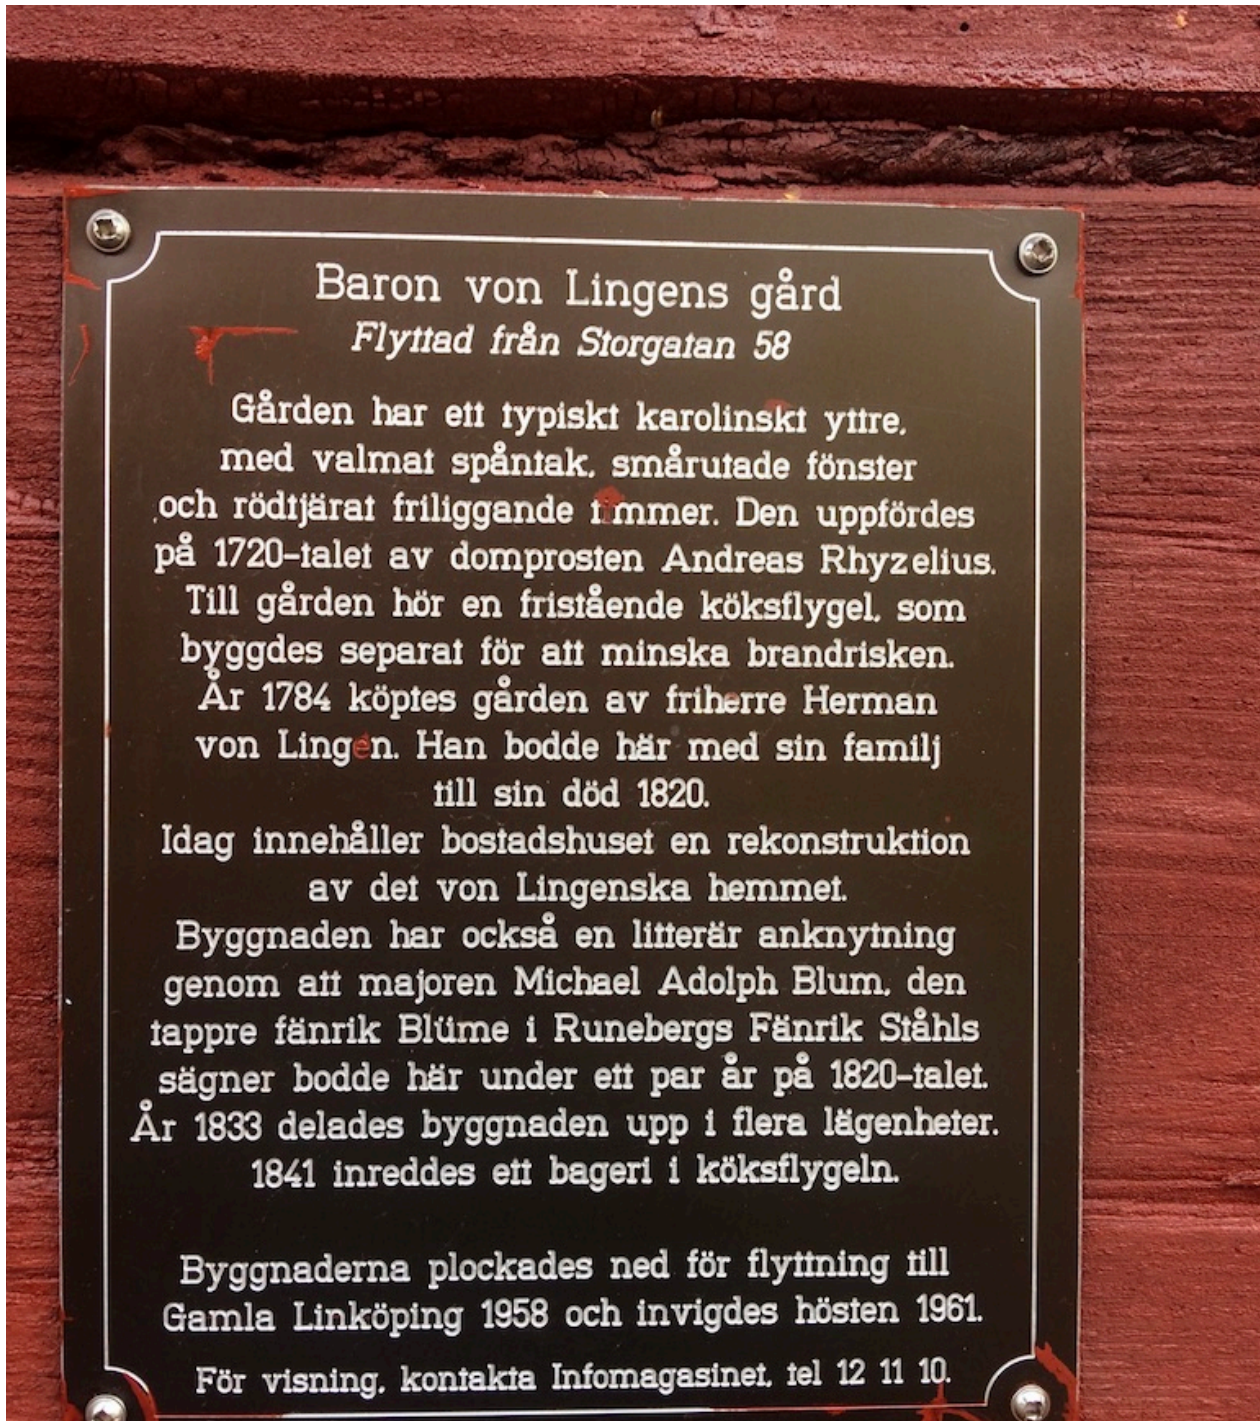 Baron von Lingens gård
Flyttad från Storgatan 58
Gården har ett typiskt karolinskt yttre,
med valmat spåntak, smårutade fönster
och rödtjärat friliggande timmer. Den uppfördes
på 1720-talet av domprosten Andreas Rhyzelius.
Till gården hör en fristående köksflygel, som
byggdes separat för att minska brandrisken.
År 1784 köptes gården av friherre Herman
von Lingen. Han bodde här med sin familj
till sin död 1820.
Idag innehåller bostadshuset en rekonstruktion
av det von Lingenska hemmet.
Byggnaden har också en litterär anknytning
genom att majoren Michael Adolph Blum, den
tappre fänrik Blüme i Runebergs Fänrik Ståhls
sägner bodde här under ett par år på 1820-talet.
År 1833 delades byggnaden upp i flera lägenheter.
1841 inreddes ett bageri i köksflygeln.
Byggnaderna plockades ned för flyttning till
Gamla Linköping 1958 och invigdes hösten 1961.
För visning, kontakta Infomagasinet, tel 12 11 10.